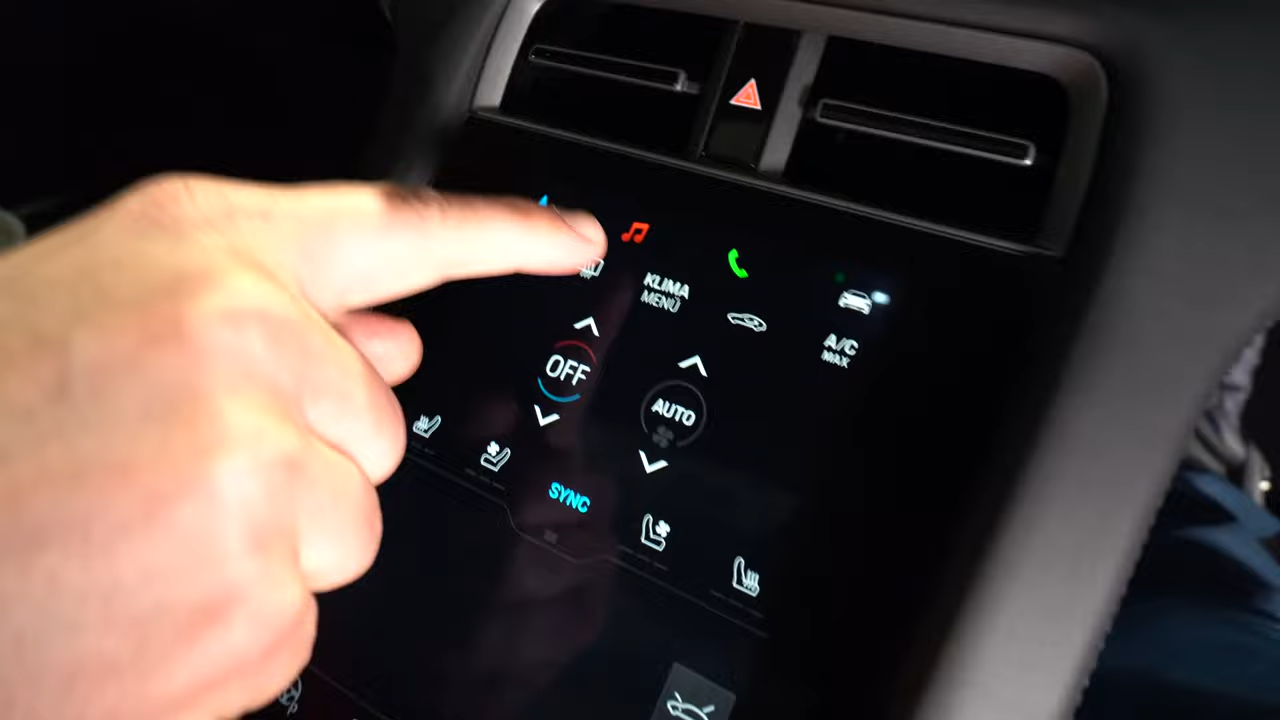 KLIMA
MENÜ
A/C
MAX
OFF
AUTO
SYNC